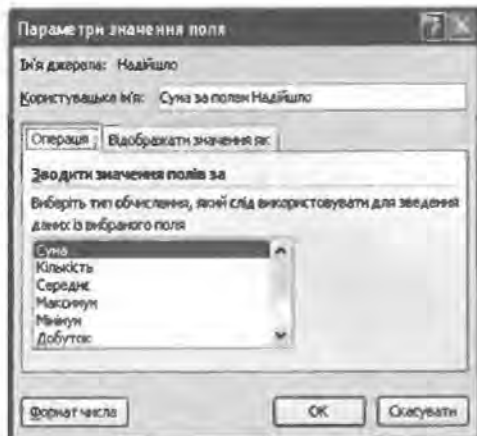 Параметри значення поля
Ім'я джерела: Надійшло
Користувацьке ім'я: Сума за полем Надійшло
Операція Відображати значення як
Зводити значення полів за
Виберіть тип обчислення, який слід використовувати для зведення
даних із вибраного поля
Сума
Кількість
Середнє
Максимум
Мінімум
Добуток
Формат числа ОК Скасувати